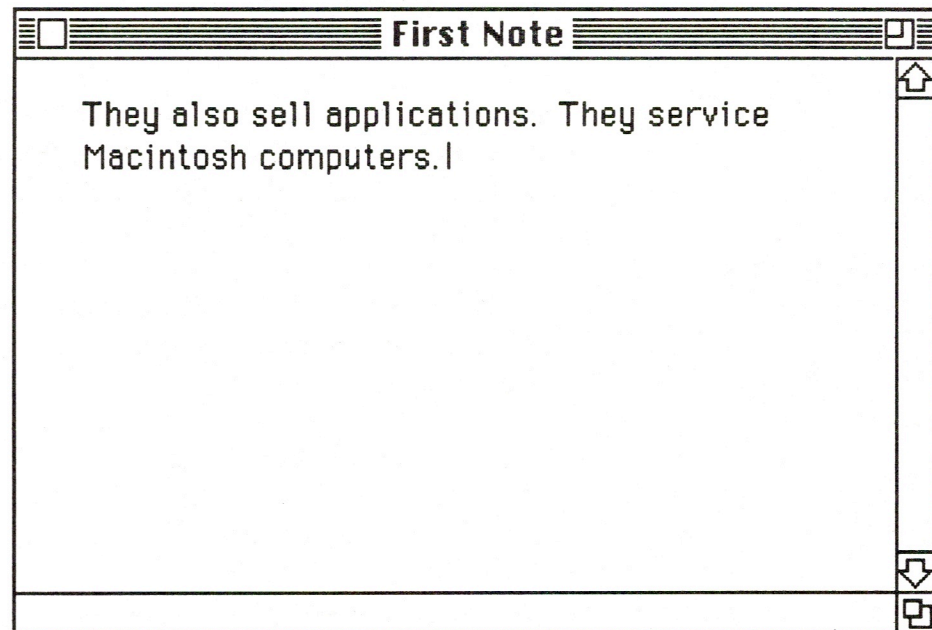 First Note
They also sell applications.  They service
Macintosh computers.